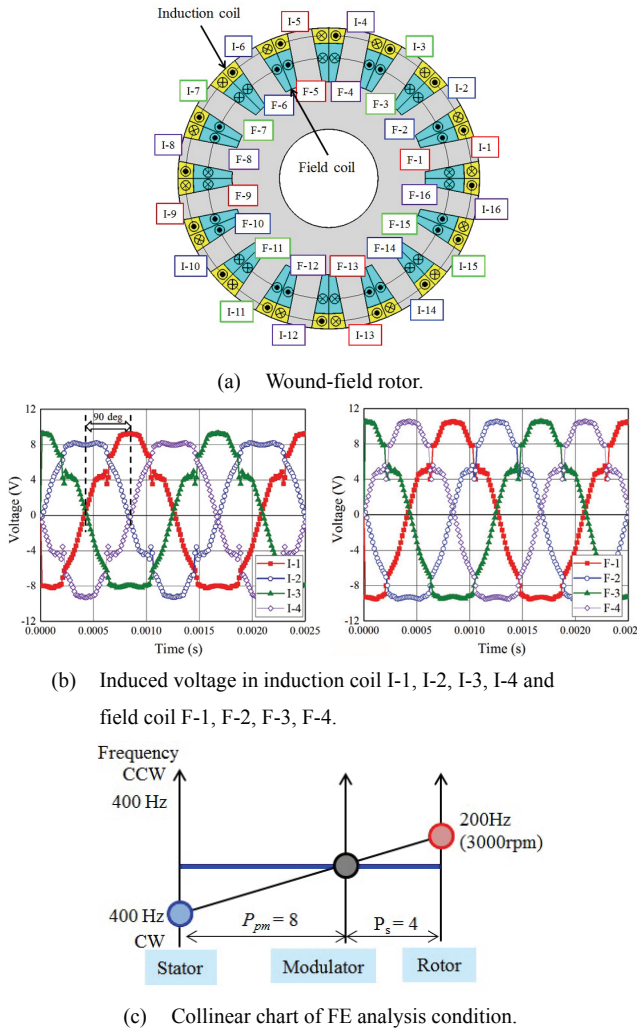 Induction coil
I-5
I-4
I-6
I-3
I-7
I-2
F-5
F-4
F-6
F-3
I-8
F-7
F-2
I-1
F-8
Field coil
F-1
F-9
F-16
I-9
F-10
F-15
I-16
F-11
F-14
I-10
F-12
F-13
I-15
I-11
I-14
I-12
I-13
(a) Wound-field rotor.
90 deg.
12
8
4
0
-4
-8
-12
Voltage (V)
I-1
I-2
I-3
I-4
0.0000 0.0005 0.0010 0.0015 0.0020 0.0025
Time (s)
12
8
4
0
-4
-8
-12
Voltage (V)
F-1
F-2
F-3
F-4
0.0000 0.0005 0.0010 0.0015 0.0020 0.0025
Time (s)
(b) Induced voltage in induction coil I-1, I-2, I-3, I-4 and
field coil F-1, F-2, F-3, F-4.
Frequency
CCW
400 Hz
200Hz
(3000rpm)
400 Hz
CW
Ppm = 8
Ps = 4
Stator
Modulator
Rotor
(c) Collinear chart of FE analysis condition.